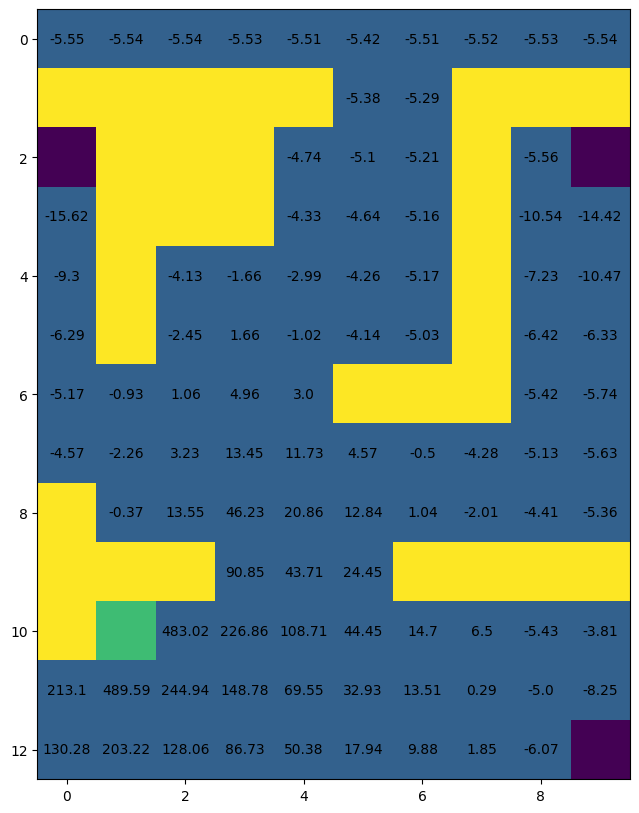 0 -5.55 -5.54 -5.54 -5.53 -5.51 -5.42 -5.51 -5.52 -5.53 -5.54
-5.38 -5.29
2 -4.74 -5.1 -5.21 -5.56
-15.62 -4.33 -4.64 -5.16 -10.54 -14.42
4 -9.3 -4.13 -1.66 -2.99 -4.26 -5.17 -7.23 -10.47
-6.29 -2.45 1.66 -1.02 -4.14 -5.03 -6.42 -6.33
6 -5.17 -0.93 1.06 4.96 3.0 -5.42 -5.74
-4.57 -2.26 3.23 13.45 11.73 4.57 -0.5 -4.28 -5.13 -5.63
8 -0.37 13.55 46.23 20.86 12.84 1.04 -2.01 -4.41 -5.36
90.85 43.71 24.45
10 483.02 226.86 108.71 44.45 14.7 6.5 -5.43 -3.81
213.1 489.59 244.94 148.78 69.55 32.93 13.51 0.29 -5.0 -8.25
12 130.28 203.22 128.06 86.73 50.38 17.94 9.88 1.85 -6.07
0 2 4 6 8